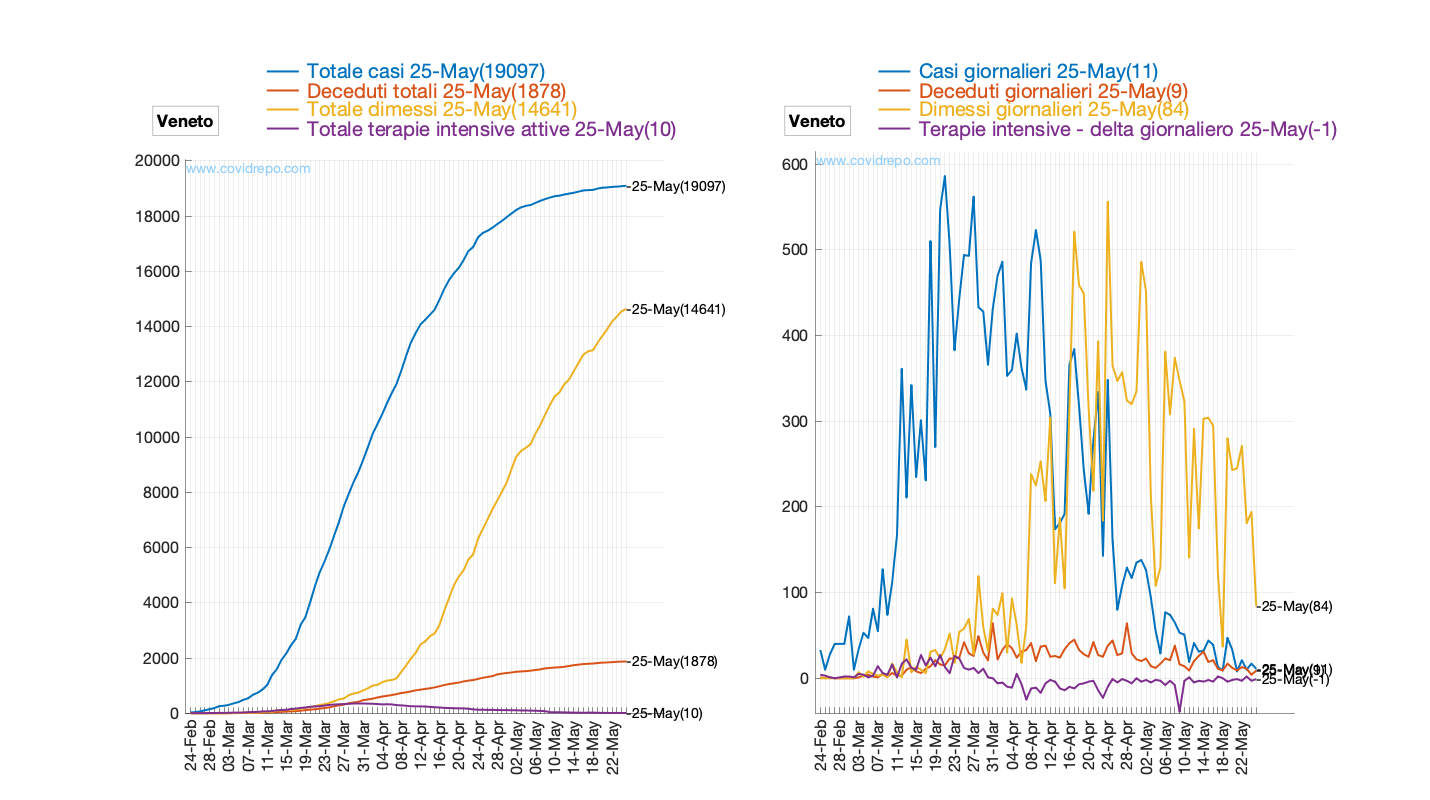 Totale casi 25-May(19097)
Deceduti totali 25-May(1878)
Totale dimessi 25-May(14641)
Totale terapie intensive attive 25-May(10)
Veneto
www.covidrepo.com
20000
18000
16000
14000
12000
10000
8000
6000
4000
2000
0
25-May(19097)
25-May(14641)
25-May(1878)
25-May(10)
24-Feb
28-Feb
03-Mar
07-Mar
11-Mar
15-Mar
19-Mar
23-Mar
27-Mar
31-Mar
04-Apr
08-Apr
12-Apr
16-Apr
20-Apr
24-Apr
28-Apr
02-May
06-May
10-May
14-May
18-May
22-May
Casi giornalieri 25-May(11)
Deceduti giornalieri 25-May(9)
Dimessi giornalieri 25-May(84)
Terapie intensive - delta giornaliero 25-May(-1)
Veneto
www.covidrepo.com
600
500
400
300
200
100
0
25-May(84)
25-May(11)
25-May(9)
25-May(-1)
24-Feb
28-Feb
03-Mar
07-Mar
11-Mar
15-Mar
19-Mar
23-Mar
27-Mar
31-Mar
04-Apr
08-Apr
12-Apr
16-Apr
20-Apr
24-Apr
28-Apr
02-May
06-May
10-May
14-May
18-May
22-May